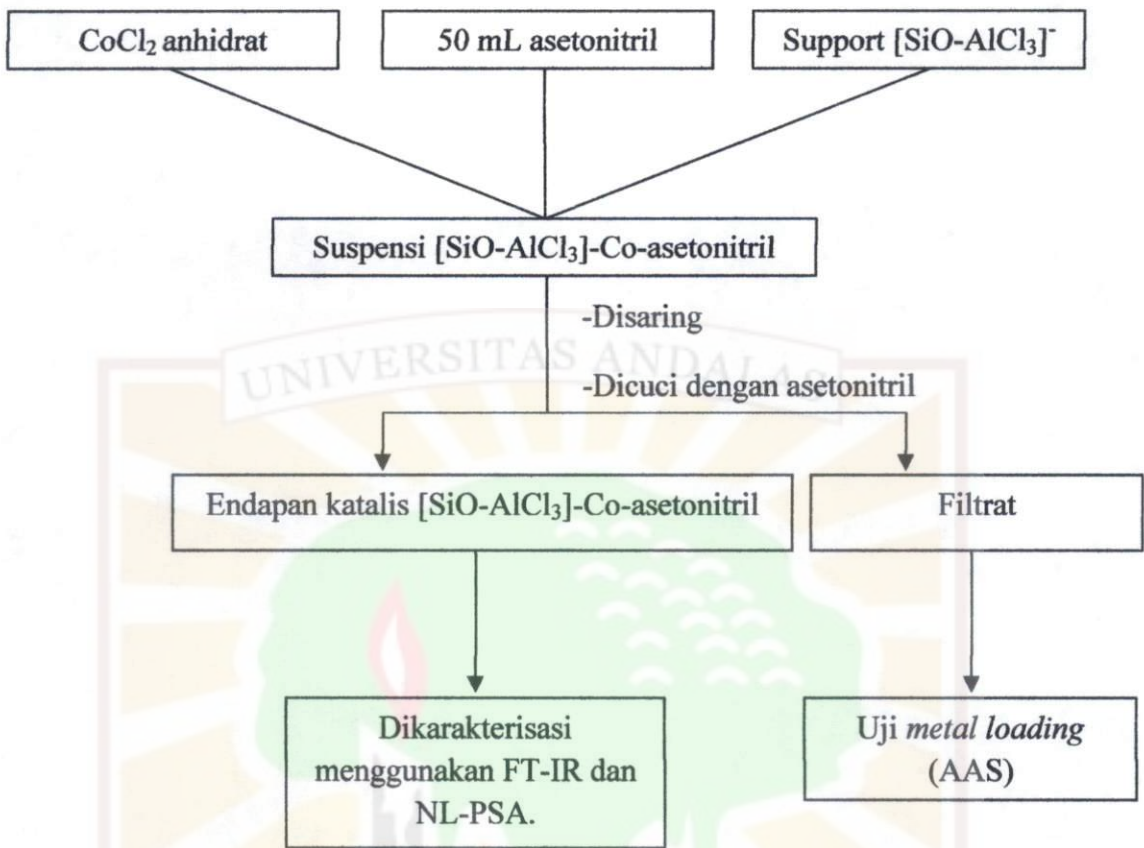 CoCl₂ anhidrat
50 mL asetonitril
Support [SiO-AlCl₃]⁻
Suspensi [SiO-AlCl₃]-Co-asetonitril
-Disaring
UNIVERSITAS ANDALAS
-Dicuci dengan asetonitril
Endapan katalis [SiO-AlCl₃]-Co-asetonitril
Filtrat
Dikarakterisasi
menggunakan FT-IR dan
NL-PSA.
Uji metal loading
(AAS)